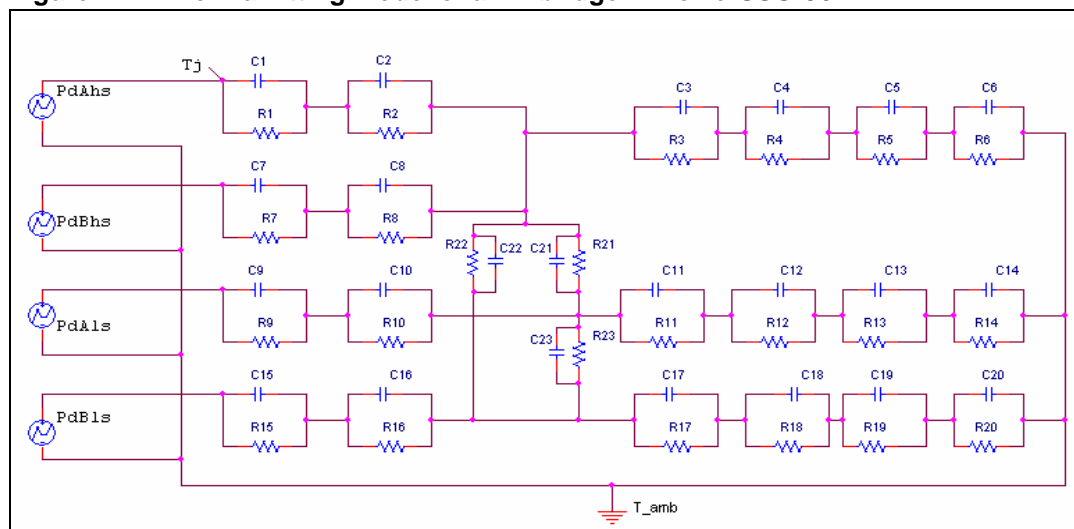 Tj
C1 C2
PdAhs
R1 R2
C3 C4 C5 C6
R3 R4 R5 R6
C7 C8
PdBhs
R7 R8
R22 C22 C21 R21
C9 C10 C11 C12 C13 C14
PdAls
R9 R10 R11 R12 R13 R14
C23 R23
C15 C16 C17 C18 C19 C20
PdBls
R15 R16 R17 R18 R19 R20
T_amb